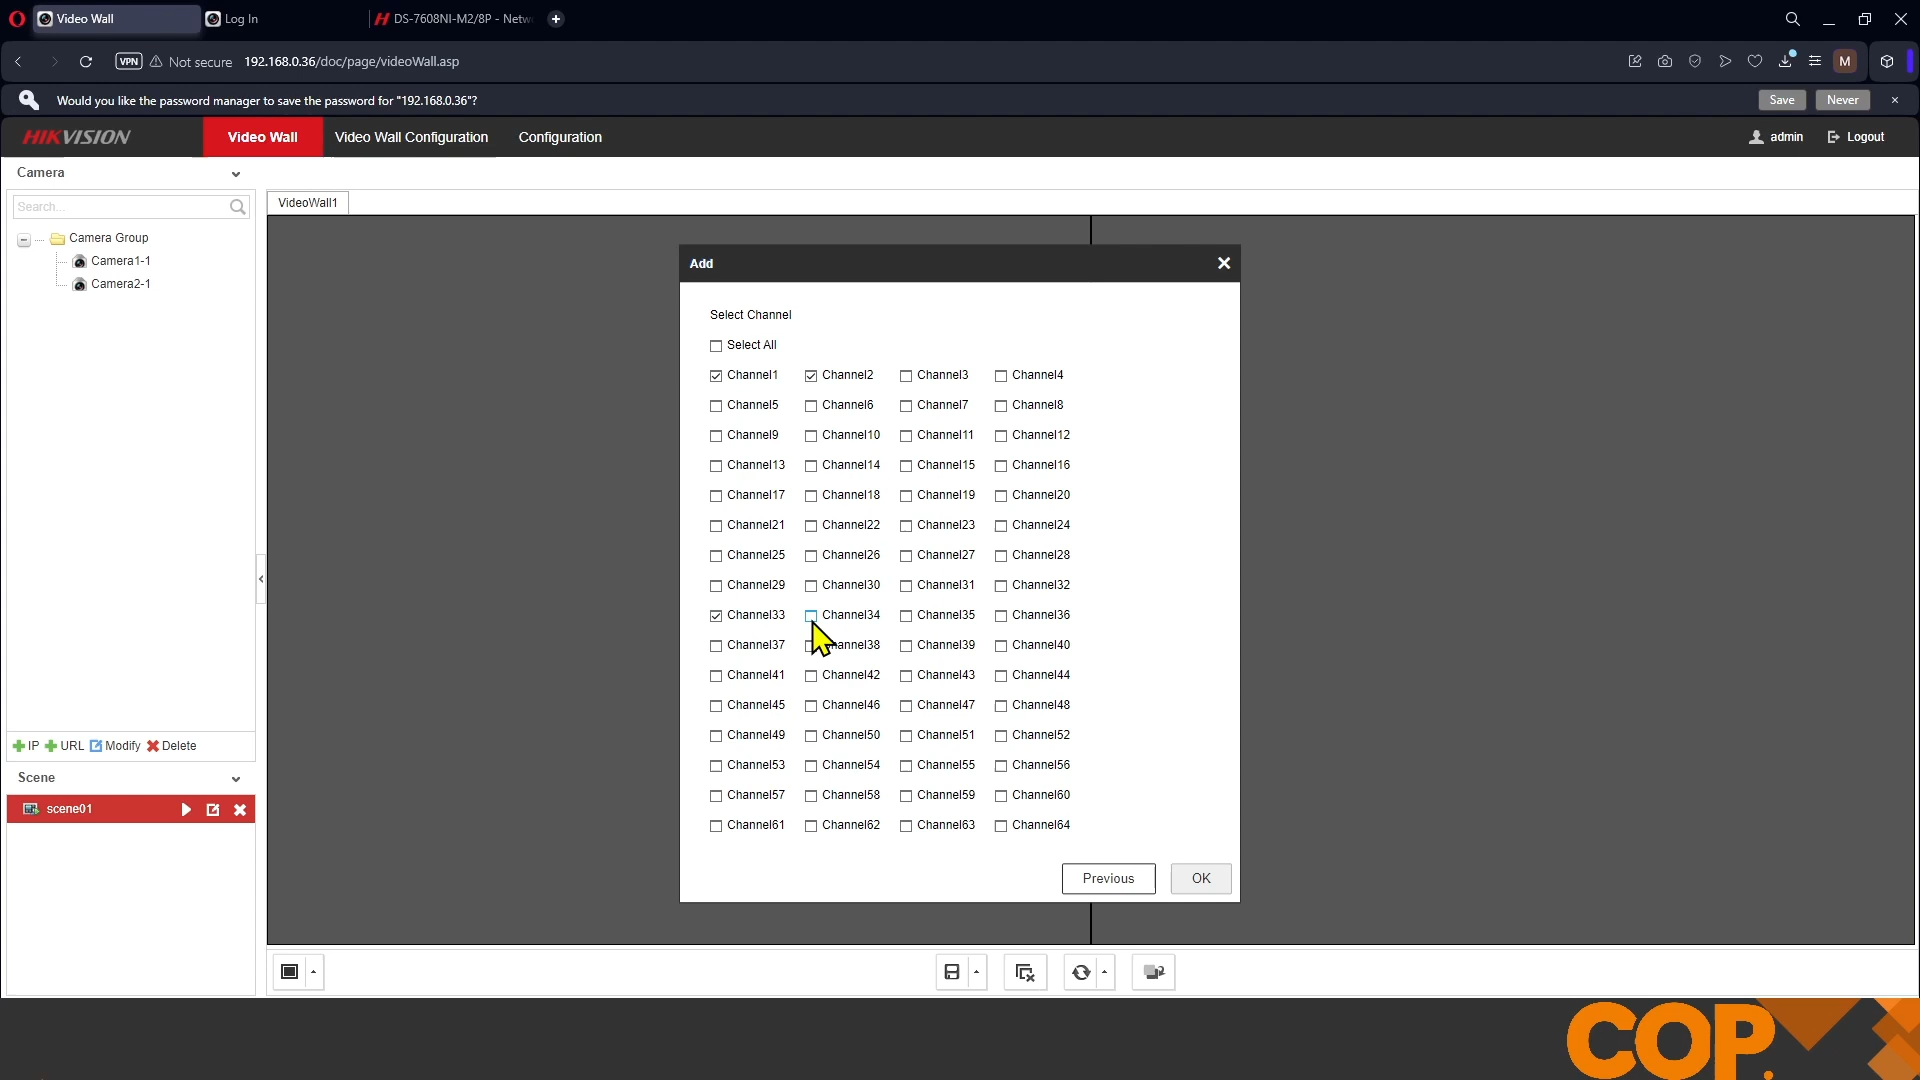 Video Wall
Log In
DS-7608NI-M2/8P - Netw
VPN
Not secure
192.168.0.36/doc/page/videoWall.asp
M
Would you like the password manager to save the password for "192.168.0.36"?
Save
Never
HIKVISION
Video Wall
Video Wall Configuration
Configuration
admin
Logout
Camera
Search...
Camera Group
Camera1-1
Camera2-1
IP URL Modify Delete
Scene
scene01
VideoWall1
Add
Select Channel
Select All
Channel1 Channel2 Channel3 Channel4
Channel5 Channel6 Channel7 Channel8
Channel9 Channel10 Channel11 Channel12
Channel13 Channel14 Channel15 Channel16
Channel17 Channel18 Channel19 Channel20
Channel21 Channel22 Channel23 Channel24
Channel25 Channel26 Channel27 Channel28
Channel29 Channel30 Channel31 Channel32
Channel33 Channel34 Channel35 Channel36
Channel37 hannel38 Channel39 Channel40
Channel41 Channel42 Channel43 Channel44
Channel45 Channel46 Channel47 Channel48
Channel49 Channel50 Channel51 Channel52
Channel53 Channel54 Channel55 Channel56
Channel57 Channel58 Channel59 Channel60
Channel61 Channel62 Channel63 Channel64
Previous
OK
COP.